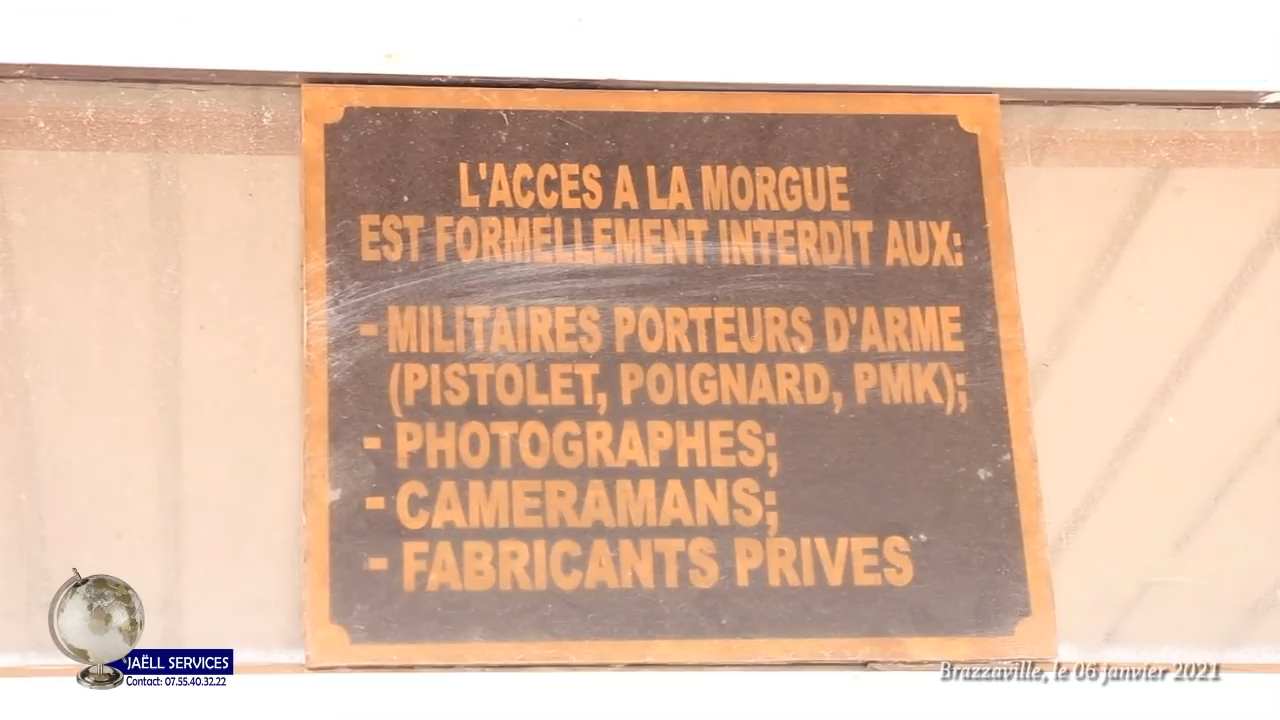 L'ACCES A LA MORGUE
EST FORMELLEMENT INTERDIT AUX:
- MILITAIRES PORTEURS D'ARME
(PISTOLET, POIGNARD, PMK);
- PHOTOGRAPHES;
- CAMERAMANS;
- FABRICANTS PRIVES
JAËLL SERVICES
Contact: 07.55.40.32.22
Brazzaville, le 06 janvier 2021